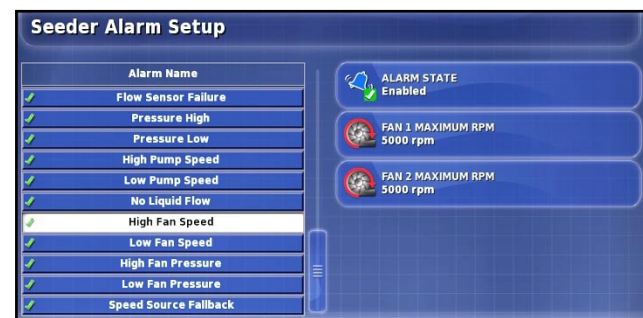 Seeder Alarm Setup
Alarm Name
Flow Sensor Failure
Pressure High
Pressure Low
High Pump Speed
Low Pump Speed
No Liquid Flow
High Fan Speed
Low Fan Speed
High Fan Pressure
Low Fan Pressure
Speed Source Fallback
ALARM STATE
Enabled
FAN 1 MAXIMUM RPM
5000 rpm
FAN 2 MAXIMUM RPM
5000 rpm